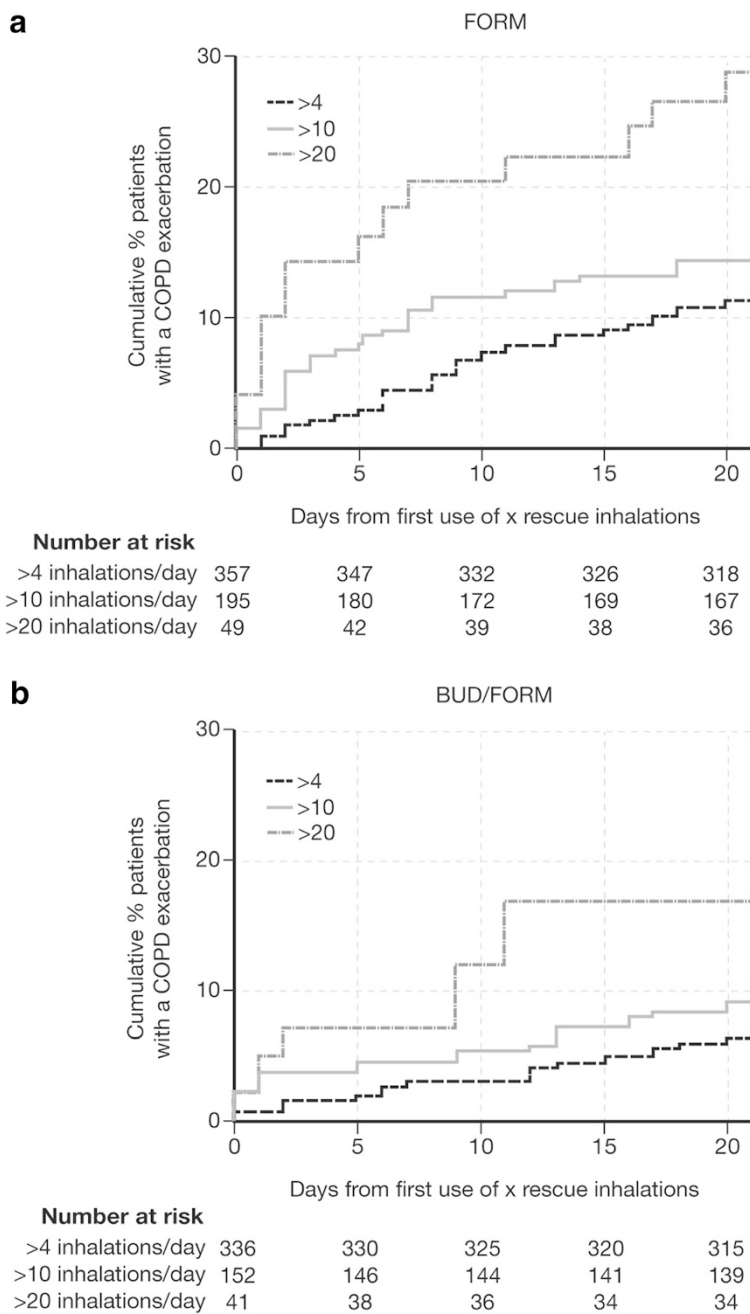 a
FORM
30
20
10
0
>4
>10
>20
Cumulative % patients
with a COPD exacerbation
0 5 10 15 20
Days from first use of x rescue inhalations
Number at risk
>4 inhalations/day 357 347 332 326 318
>10 inhalations/day 195 180 172 169 167
>20 inhalations/day 49 42 39 38 36
b
BUD/FORM
30
20
10
0
>4
>10
>20
Cumulative % patients
with a COPD exacerbation
0 5 10 15 20
Days from first use of x rescue inhalations
Number at risk
>4 inhalations/day 336 330 325 320 315
>10 inhalations/day 152 146 144 141 139
>20 inhalations/day 41 38 36 34 34